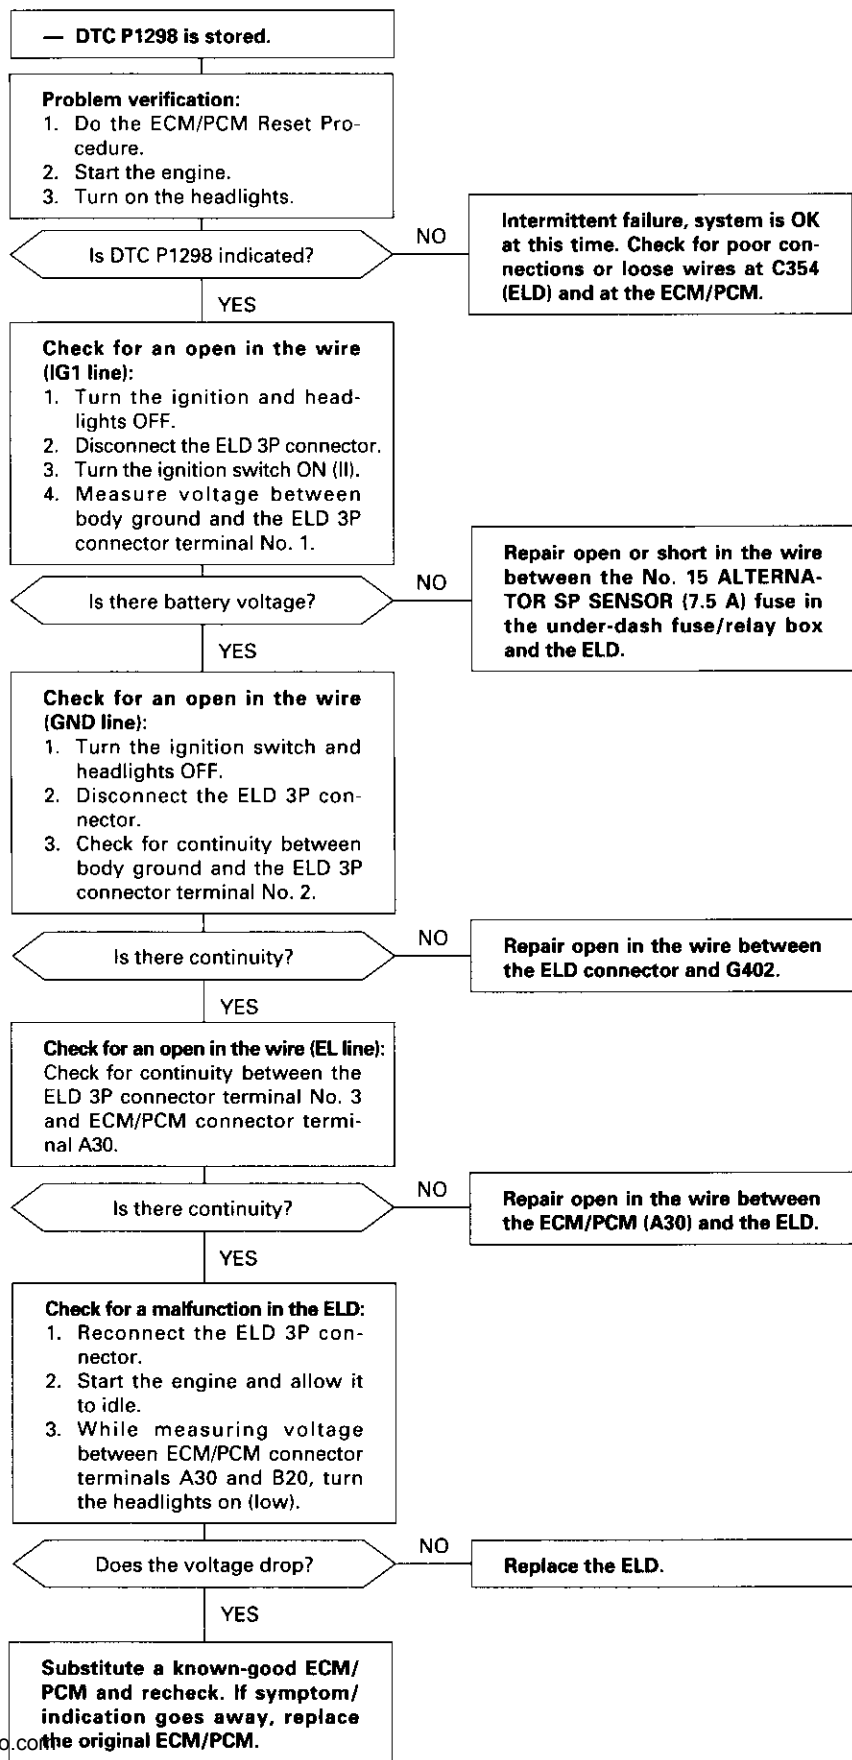 — DTC P1298 is stored.
Problem verification:
1. Do the ECM/PCM Reset Pro-
cedure.
2. Start the engine.
3. Turn on the headlights.
Is DTC P1298 indicated?
NO
Intermittent failure, system is OK
at this time. Check for poor con-
nections or loose wires at C354
(ELD) and at the ECM/PCM.
YES
Check for an open in the wire
(IG1 line):
1. Turn the ignition and head-
lights OFF.
2. Disconnect the ELD 3P connector.
3. Turn the ignition switch ON (II).
4. Measure voltage between
body ground and the ELD 3P
connector terminal No. 1.
Is there battery voltage?
NO
Repair open or short in the wire
between the No. 15 ALTERNA-
TOR SP SENSOR (7.5 A) fuse in
the under-dash fuse/relay box
and the ELD.
YES
Check for an open in the wire
(GND line):
1. Turn the ignition switch and
headlights OFF.
2. Disconnect the ELD 3P con-
nector.
3. Check for continuity between
body ground and the ELD 3P
connector terminal No. 2.
Is there continuity?
NO
Repair open in the wire between
the ELD connector and G402.
YES
Check for an open in the wire (EL line):
Check for continuity between the
ELD 3P connector terminal No. 3
and ECM/PCM connector termi-
nal A30.
Is there continuity?
NO
Repair open in the wire between
the ECM/PCM (A30) and the ELD.
YES
Check for a malfunction in the ELD:
1. Reconnect the ELD 3P con-
nector.
2. Start the engine and allow it
to idle.
3. While measuring voltage
between ECM/PCM connector
terminals A30 and B20, turn
the headlights on (low).
Does the voltage drop?
NO
Replace the ELD.
YES
Substitute a known-good ECM/
PCM and recheck. If symptom/
indication goes away, replace
the original ECM/PCM.
o.com